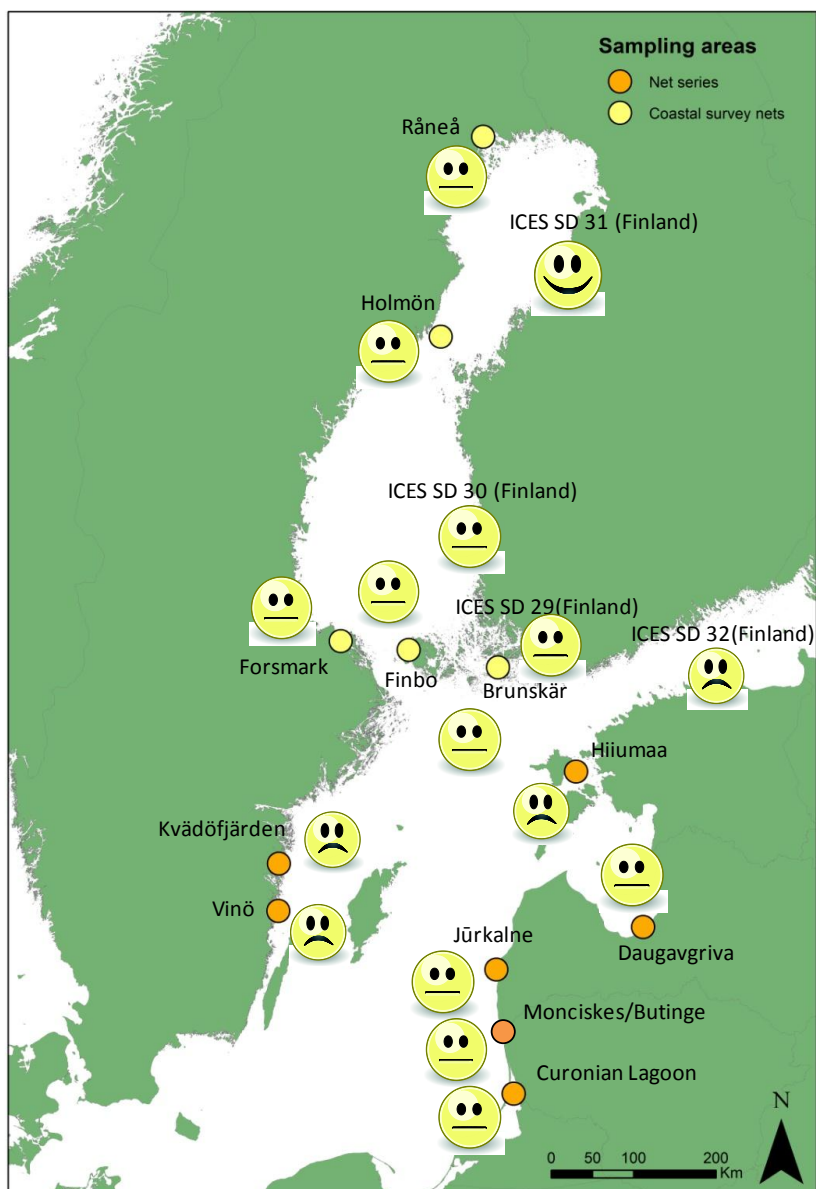 Sampling areas
Net series
Coastal survey nets
Råneå
ICES SD 31 (Finland)
Holmön
ICES SD 30 (Finland)
ICES SD 29(Finland)
ICES SD 32(Finland)
Forsmark
Finbo
Brunskär
Hiiumaa
Kvädöfjärden
Vinö
Daugavgriva
Jūrkalne
Monciskes/Butinge
Curonian Lagoon
N
0 50 100 200
Km